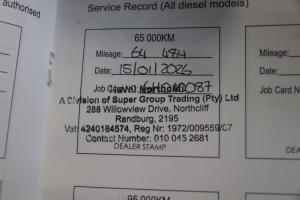 authorised
Service Record (All diesel models)
65 000KM
Mileage: 64 484
Date: 15/01/2026
Job Card No:
A Division of Super Group Trading (Pty) Ltd
288 Willowview Drive, Northcliff
Randburg, 2195
Vat: 4240184574, Reg Nr: 1972/009559/07
Contact Number: 010 045 2681
DEALER STAMP
Mileage:
Date:
Job Card N
DEALE
95 000KM